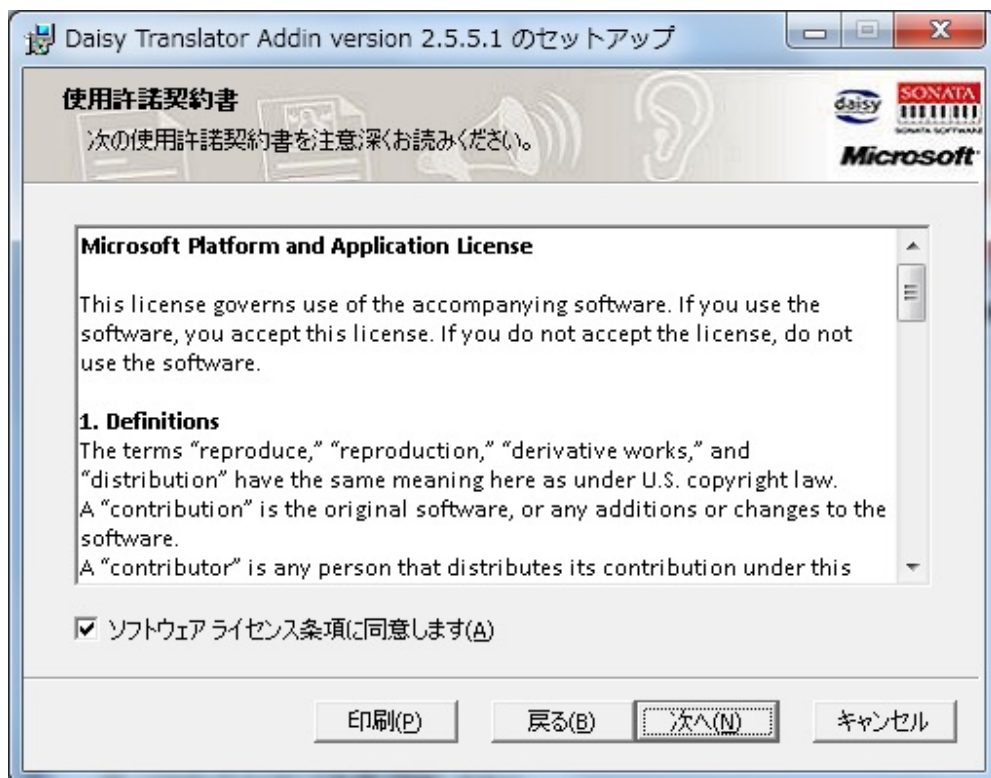 Daisy Translator Addin version 2.5.5.1 のセットアップ
使用許諾契約書
次の使用許諾契約書を注意深くお読みください。
daisy
SONATA
SONATA SOFTWARE
Microsoft
Microsoft Platform and Application License
This license governs use of the accompanying software. If you use the
software, you accept this license. If you do not accept the license, do not
use the software.
1. Definitions
The terms “reproduce,” “reproduction,” “derivative works,” and
“distribution” have the same meaning here as under U.S. copyright law.
A “contribution” is the original software, or any additions or changes to the
software.
A “contributor” is any person that distributes its contribution under this
ソフトウェア ライセンス条項に同意します(A)
印刷(P) 戻る(B) 次へ(N) キャンセル